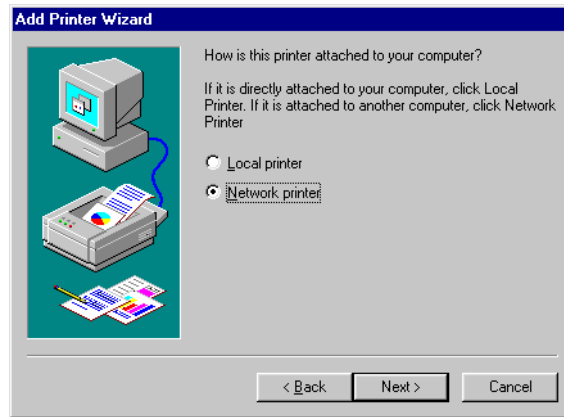 Add Printer Wizard
How is this printer attached to your computer?
If it is directly attached to your computer, click Local
Printer. If it is attached to another computer, click Network
Printer
Local printer
Network printer
< Back
Next >
Cancel